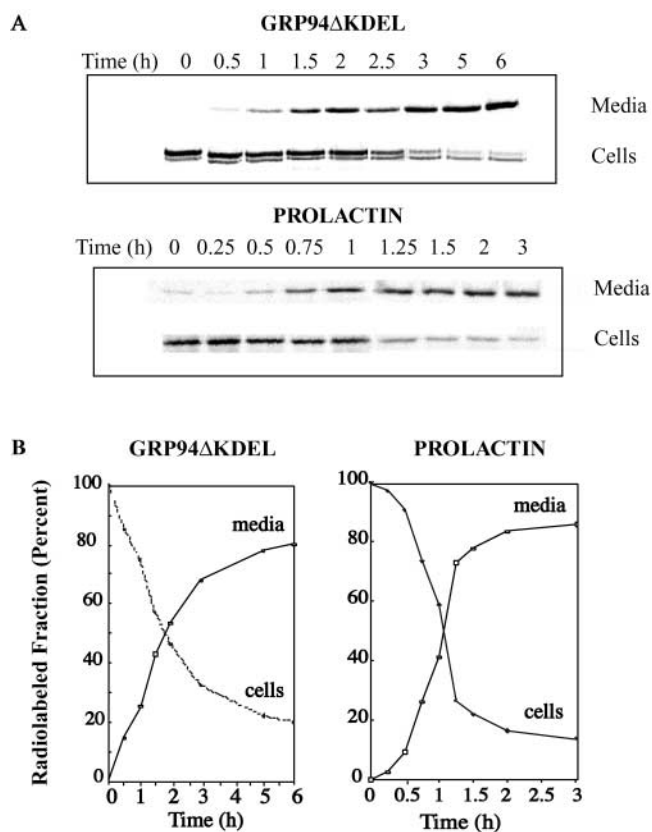 A
GRP94ΔKDEL
Time (h) 0 0.5 1 1.5 2 2.5 3 5 6
Media
Cells
PROLACTIN
Time (h) 0 0.25 0.5 0.75 1 1.25 1.5 2 3
Media
Cells
B
GRP94ΔKDEL
PROLACTIN
Radiolabeled Fraction (Percent)
100
80
60
40
20
0
media
cells
0 1 2 3 4 5 6
Time (h)
100
80
60
40
20
0
media
cells
0 0.5 1 1.5 2 2.5 3
Time (h)